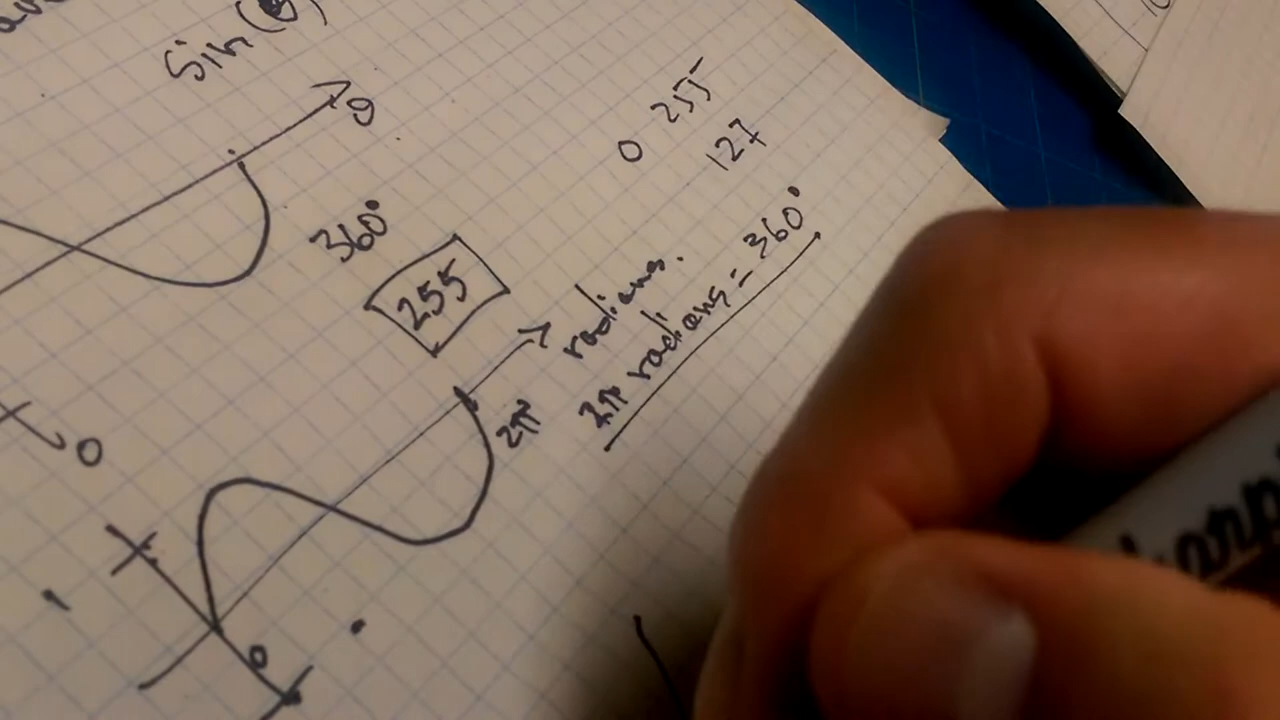 Sin(θ)
θ
0 255
127
360°
255
radians.
2π radians = 360°
2π
0
0